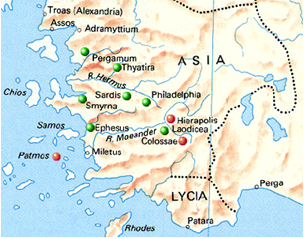 Troas (Alexandria)
Assos
Adramyttium
Pergamum
Thyatira
ASIA
R. Hermus
Chios
Sardis
Philadelphia
Smyrna
Samos
Ephesus
Hierapolis
Laodicea
R. Maeander
Colossae
Patmos
Miletus
LYCIA
Perga
Patara
Rhodes